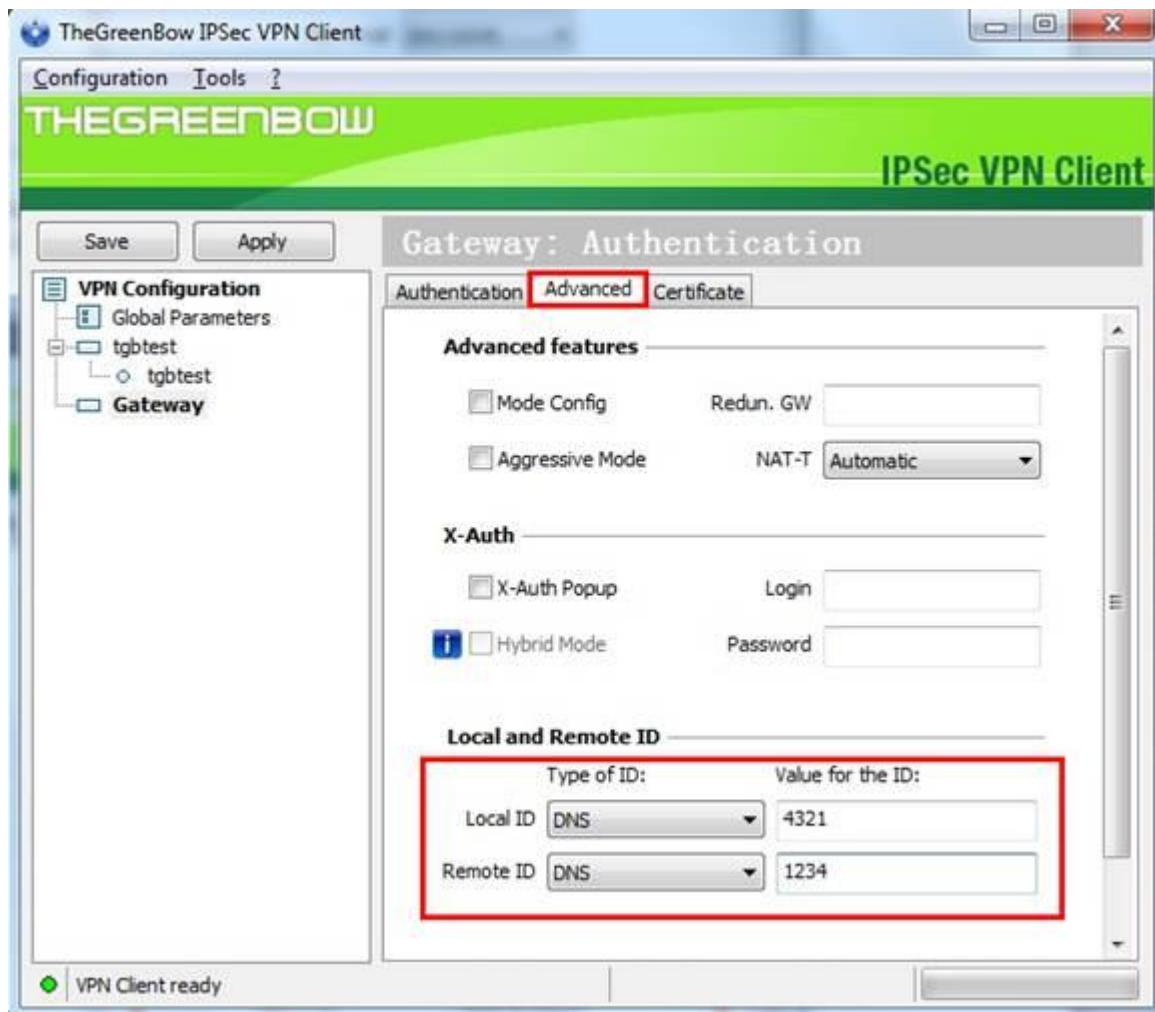 TheGreenBow IPSec VPN Client
Configuration Tools ?
THEGREENBOW
IPSec VPN Client
Save Apply
Gateway: Authentication
VPN Configuration
Global Parameters
tgbtest
tgbtest
Gateway
Authentication Advanced Certificate
Advanced features
Mode Config Redun. GW
Aggressive Mode NAT-T Automatic
X-Auth
X-Auth Popup Login
Hybrid Mode Password
Local and Remote ID
Type of ID: Value for the ID:
Local ID DNS 4321
Remote ID DNS 1234
VPN Client ready